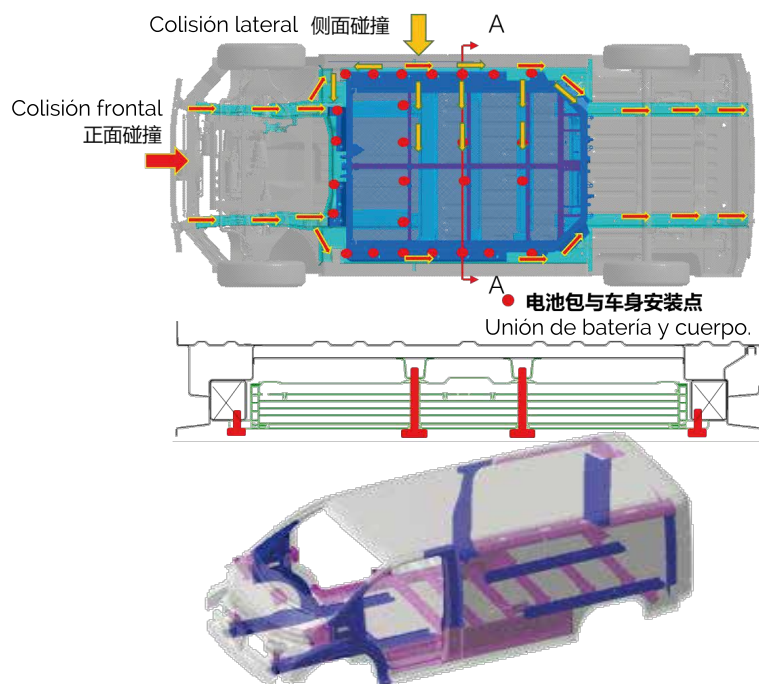 Colisión lateral 侧面碰撞
A
Colisión frontal
正面碰撞
A
电池包与车身安装点
Unión de batería y cuerpo.